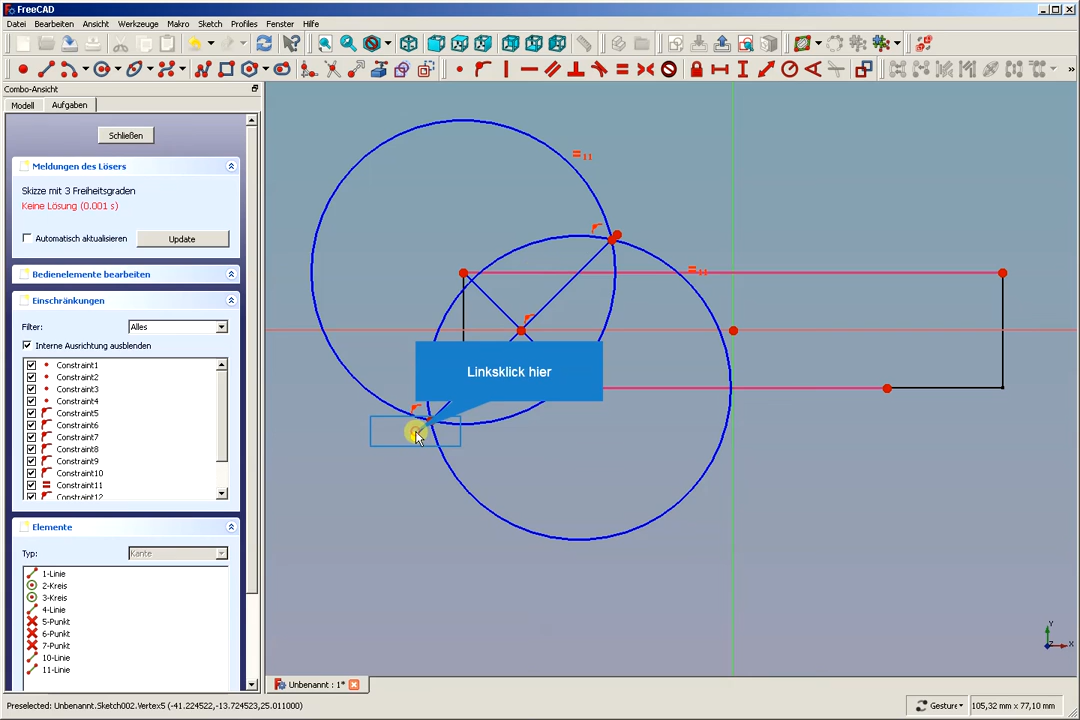 FreeCAD
Datei Bearbeiten Ansicht Werkzeuge Makro Sketch Profiles Fenster Hilfe
Combo-Ansicht
Modell Aufgaben
Schließen
Meldungen des Lösers
Skizze mit 3 Freiheitsgraden
Keine Lösung (0.001 s)
Automatisch aktualisieren Update
Bedienelemente bearbeiten
Einschränkungen
Filter: Alles
Interne Ausrichtung ausblenden
Constraint1
Constraint2
Constraint3
Constraint4
Constraint5
Constraint6
Constraint7
Constraint8
Constraint9
Constraint10
Constraint11
Constraint12
Elemente
Typ: Kante
1-Linie
2-Kreis
3-Kreis
4-Linie
5-Punkt
6-Punkt
7-Punkt
10-Linie
11-Linie
11
11
Linksklick hier
Y
Z
X
Unbenannt : 1*
Preselected: Unbenannt.Sketch002.Vertex5 (-41.224522,-13.724523,25.011000)
Gesture
105,32 mm x 77,10 mm